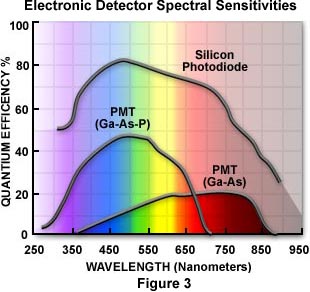 Electronic Detector Spectral Sensitivities
100
80
60
40
20
0
QUANTUM EFFICENCY %
Silicon
Photodiode
PMT
(Ga-As-P)
PMT
(Ga-As)
250 350 450 550 650 750 850 950
WAVELENGTH (Nanometers)
Figure 3